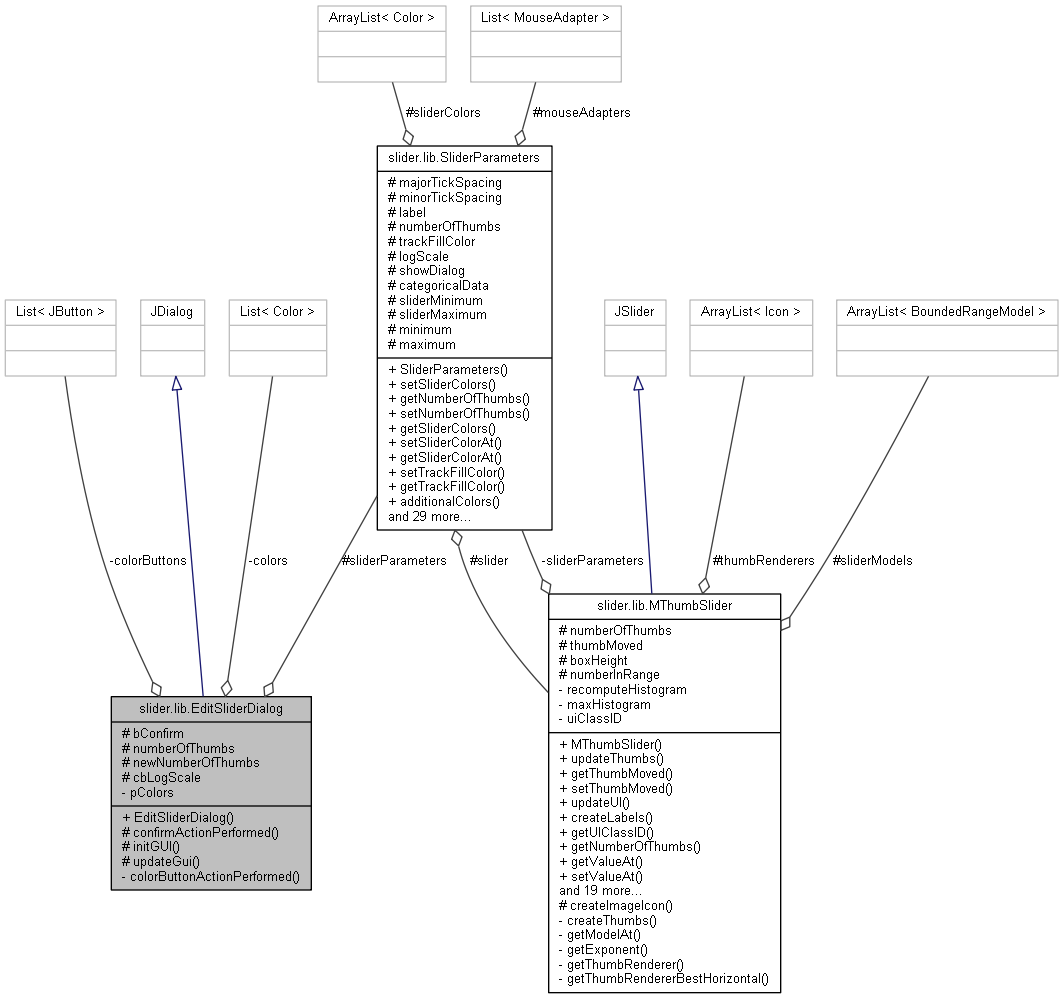 ArrayList< Color >
List< MouseAdapter >
#sliderColors
#mouseAdapters
slider.lib.SliderParameters
# majorTickSpacing
# minorTickSpacing
# label
# numberOfThumbs
# trackFillColor
# logScale
# showDialog
# categoricalData
# sliderMinimum
# sliderMaximum
# minimum
# maximum
+ SliderParameters()
+ setSliderColors()
+ getNumberOfThumbs()
+ setNumberOfThumbs()
+ getSliderColors()
+ setSliderColorAt()
+ getSliderColorAt()
+ setTrackFillColor()
+ getTrackFillColor()
+ additionalColors()
and 29 more...
List< JButton >
JDialog
List< Color >
JSlider
ArrayList< Icon >
ArrayList< BoundedRangeModel >
-colorButtons
-colors
#sliderParameters
#slider
-sliderParameters
#thumbRenderers
#sliderModels
slider.lib.EditSliderDialog
# bConfirm
# numberOfThumbs
# newNumberOfThumbs
# cbLogScale
- pColors
+ EditSliderDialog()
# confirmActionPerformed()
# initGUI()
# updateGui()
- colorButtonActionPerformed()
slider.lib.MThumbSlider
# numberOfThumbs
# thumbMoved
# boxHeight
# numberInRange
- recomputeHistogram
- maxHistogram
- uiClassID
+ MThumbSlider()
+ updateThumbs()
+ getThumbMoved()
+ setThumbMoved()
+ updateUI()
+ createLabels()
+ getUIClassID()
+ getNumberOfThumbs()
+ getValueAt()
+ setValueAt()
and 19 more...
# createImageIcon()
- createThumbs()
- getModelAt()
- getExponent()
- getThumbRenderer()
- getThumbRendererBestHorizontal()